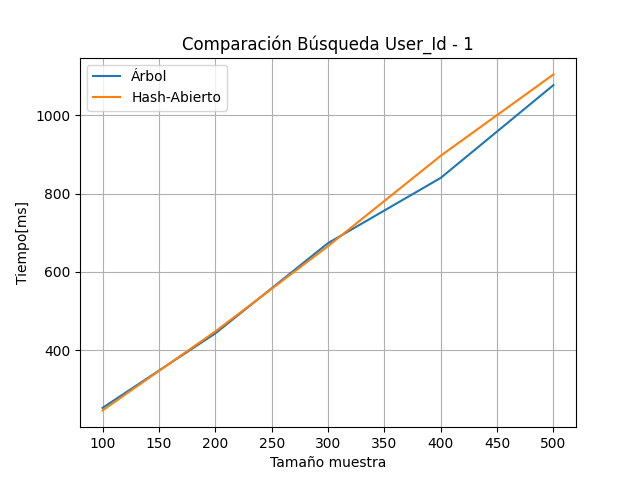 Comparación Búsqueda User_Id - 1
Árbol
Hash-Abierto
1000
800
600
400
Tiempo[ms]
100 150 200 250 300 350 400 450 500
Tamaño muestra